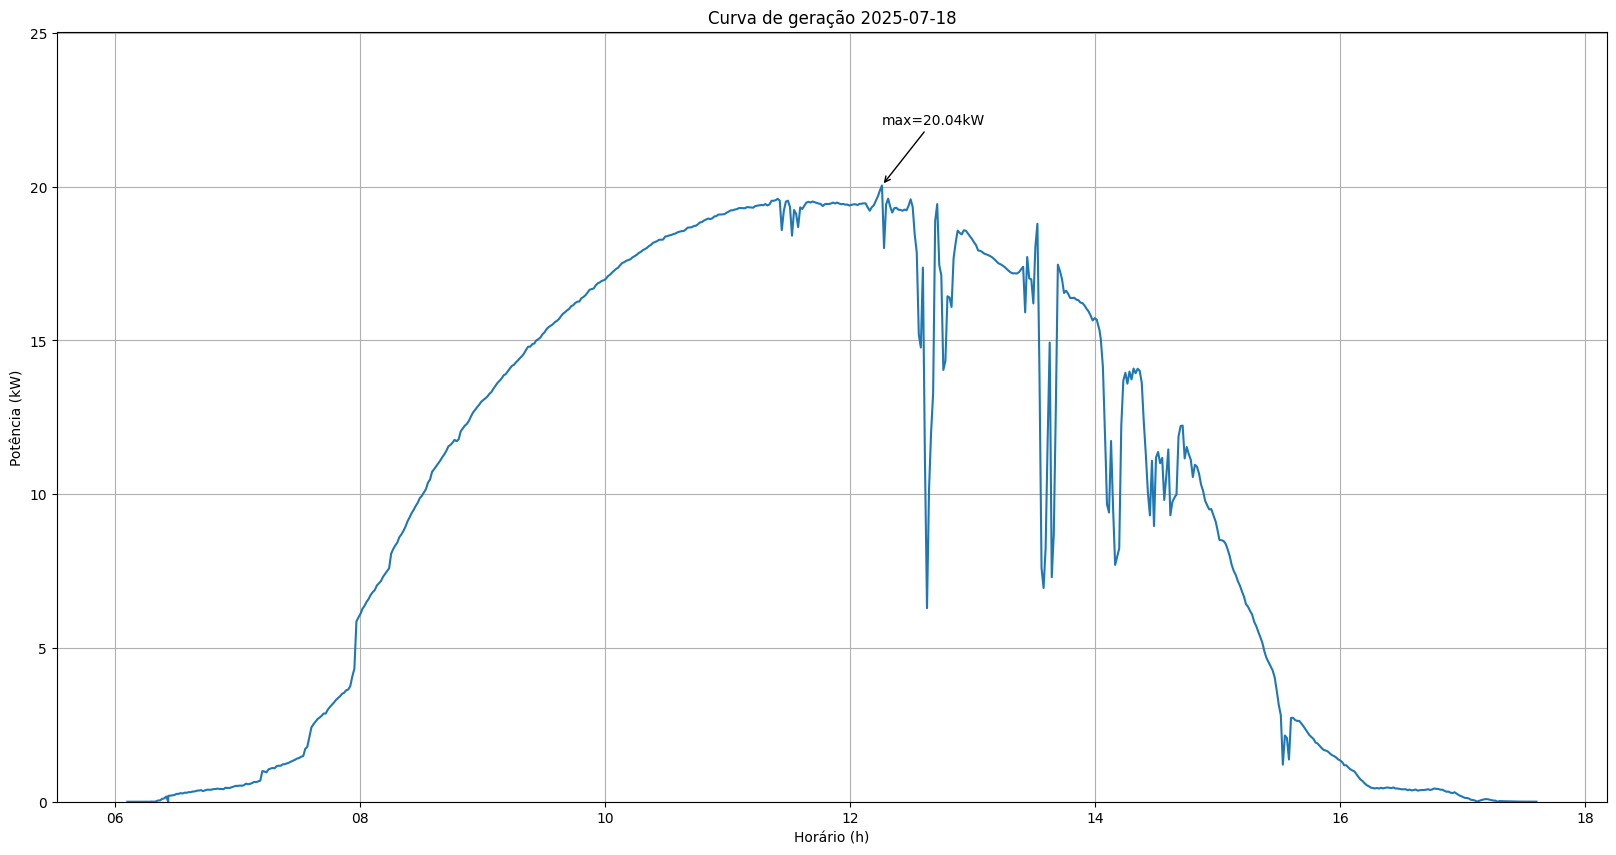 Curva de geração 2025-07-18
25
max=20.04kW
20
15
Potência (kW)
10
5
0
06 08 10 12 14 16 18
Horário (h)